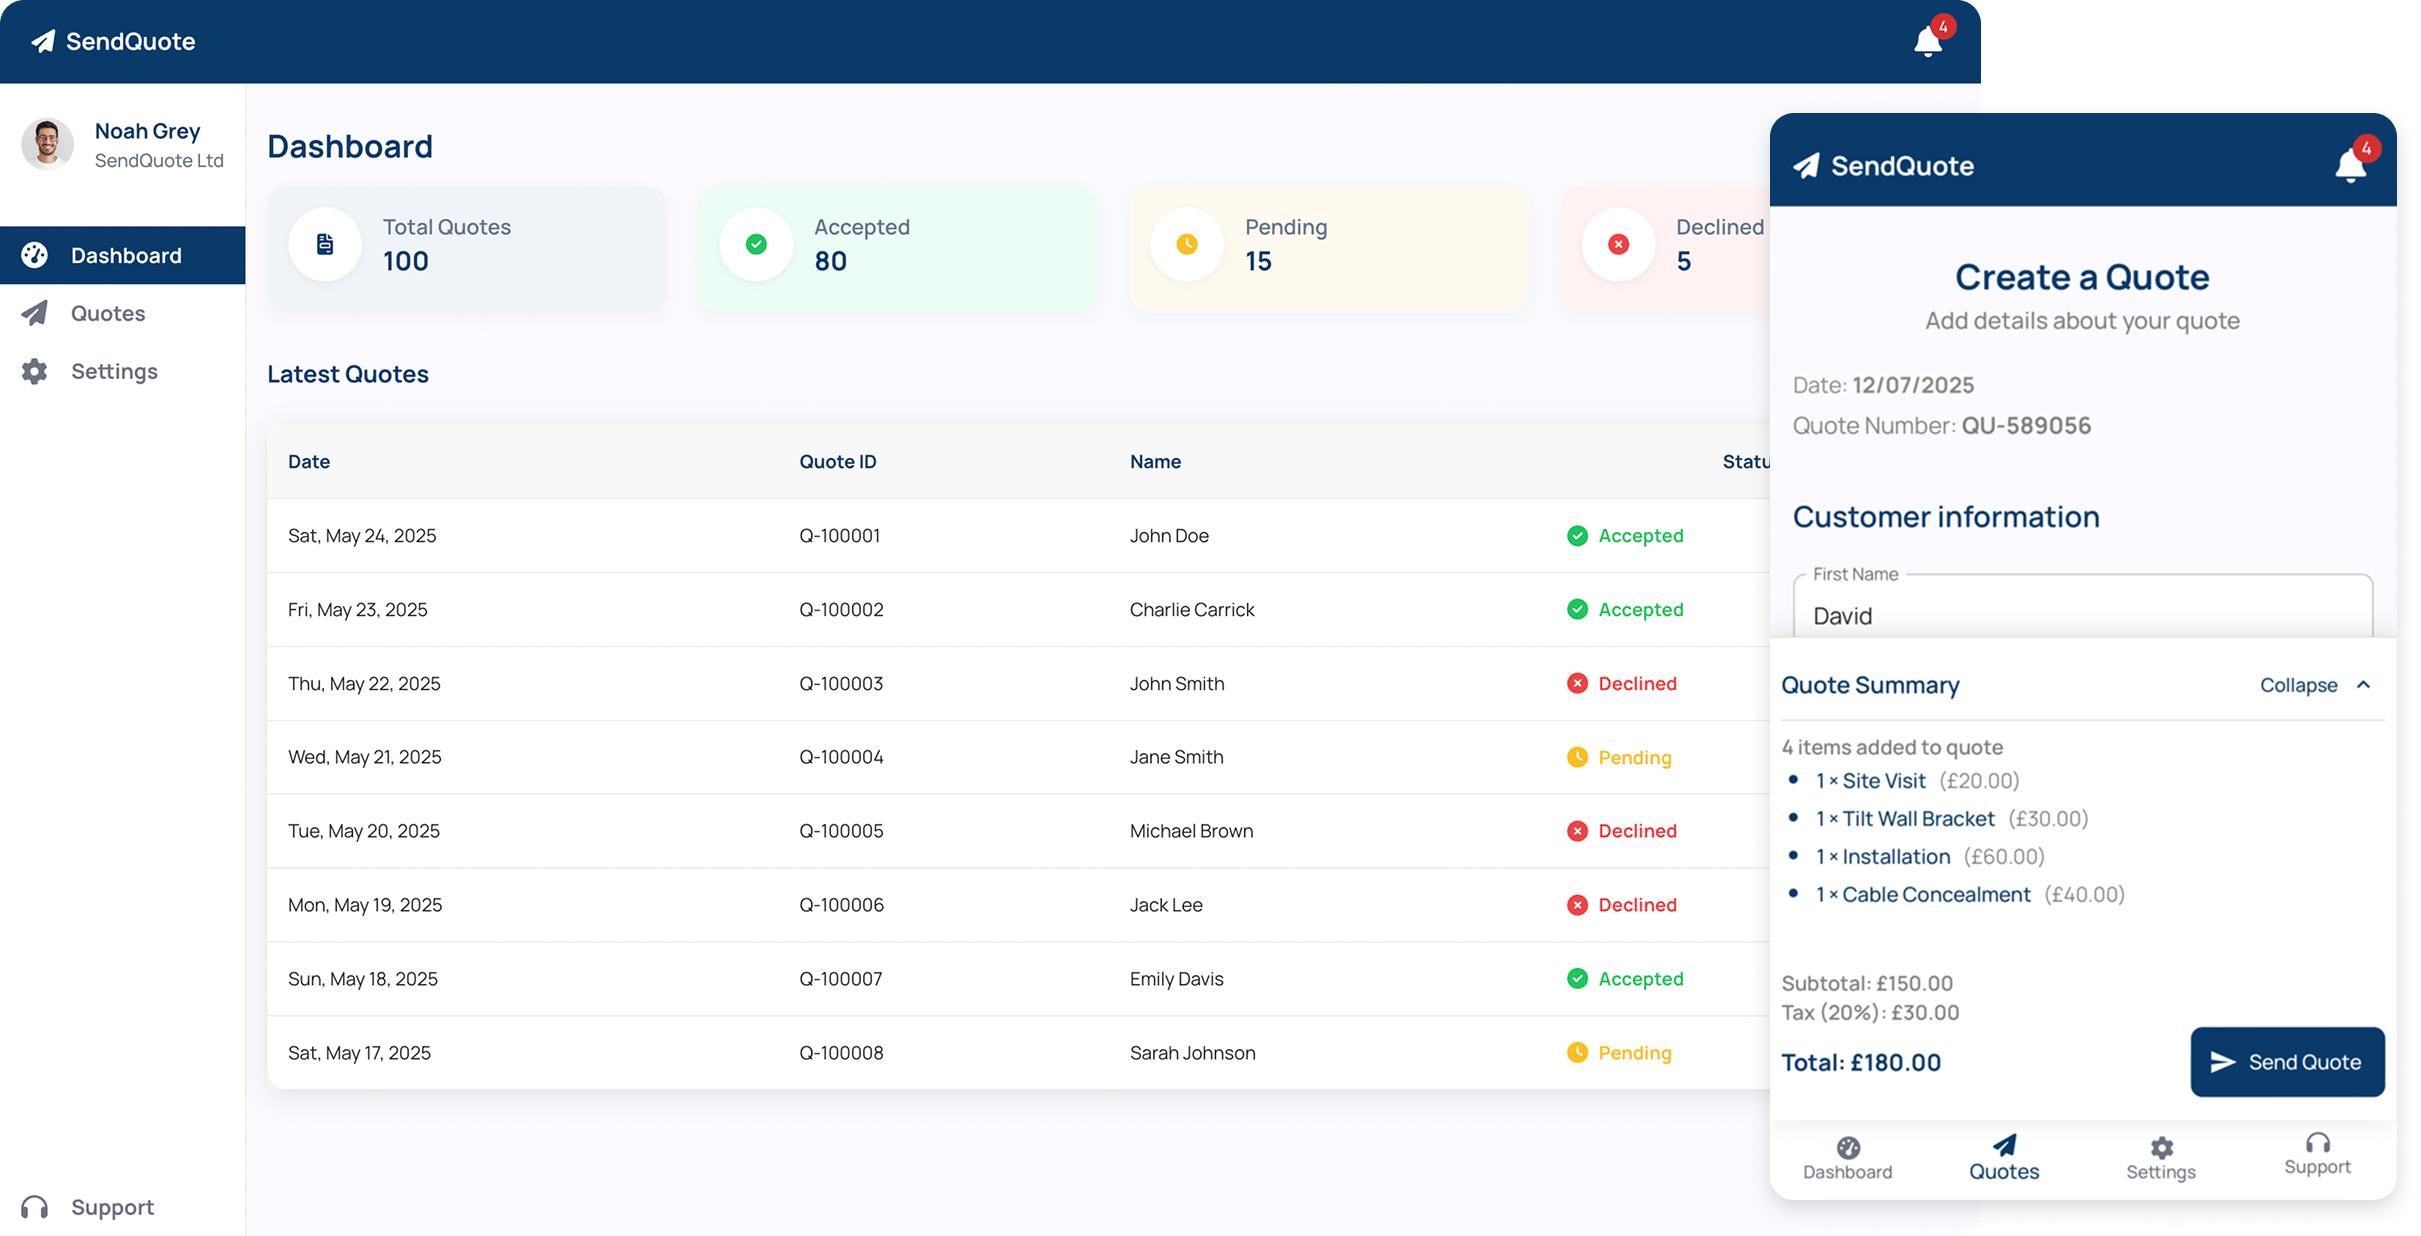 SendQuote
4
Noah Grey
SendQuote Ltd
Dashboard
Quotes
Settings
Support
Dashboard
Total Quotes
100
Accepted
80
Pending
15
Declined
5
Latest Quotes
Date Quote ID Name Statu
Sat, May 24, 2025 Q-100001 John Doe Accepted
Fri, May 23, 2025 Q-100002 Charlie Carrick Accepted
Thu, May 22, 2025 Q-100003 John Smith Declined
Wed, May 21, 2025 Q-100004 Jane Smith Pending
Tue, May 20, 2025 Q-100005 Michael Brown Declined
Mon, May 19, 2025 Q-100006 Jack Lee Declined
Sun, May 18, 2025 Q-100007 Emily Davis Accepted
Sat, May 17, 2025 Q-100008 Sarah Johnson Pending
SendQuote
4
Create a Quote
Add details about your quote
Date: 12/07/2025
Quote Number: QU-589056
Customer information
First Name
David
Quote Summary Collapse
4 items added to quote
• 1 × Site Visit (£20.00)
• 1 × Tilt Wall Bracket (£30.00)
• 1 × Installation (£60.00)
• 1 × Cable Concealment (£40.00)
Subtotal: £150.00
Tax (20%): £30.00
Total: £180.00
Send Quote
Dashboard Quotes Settings Support